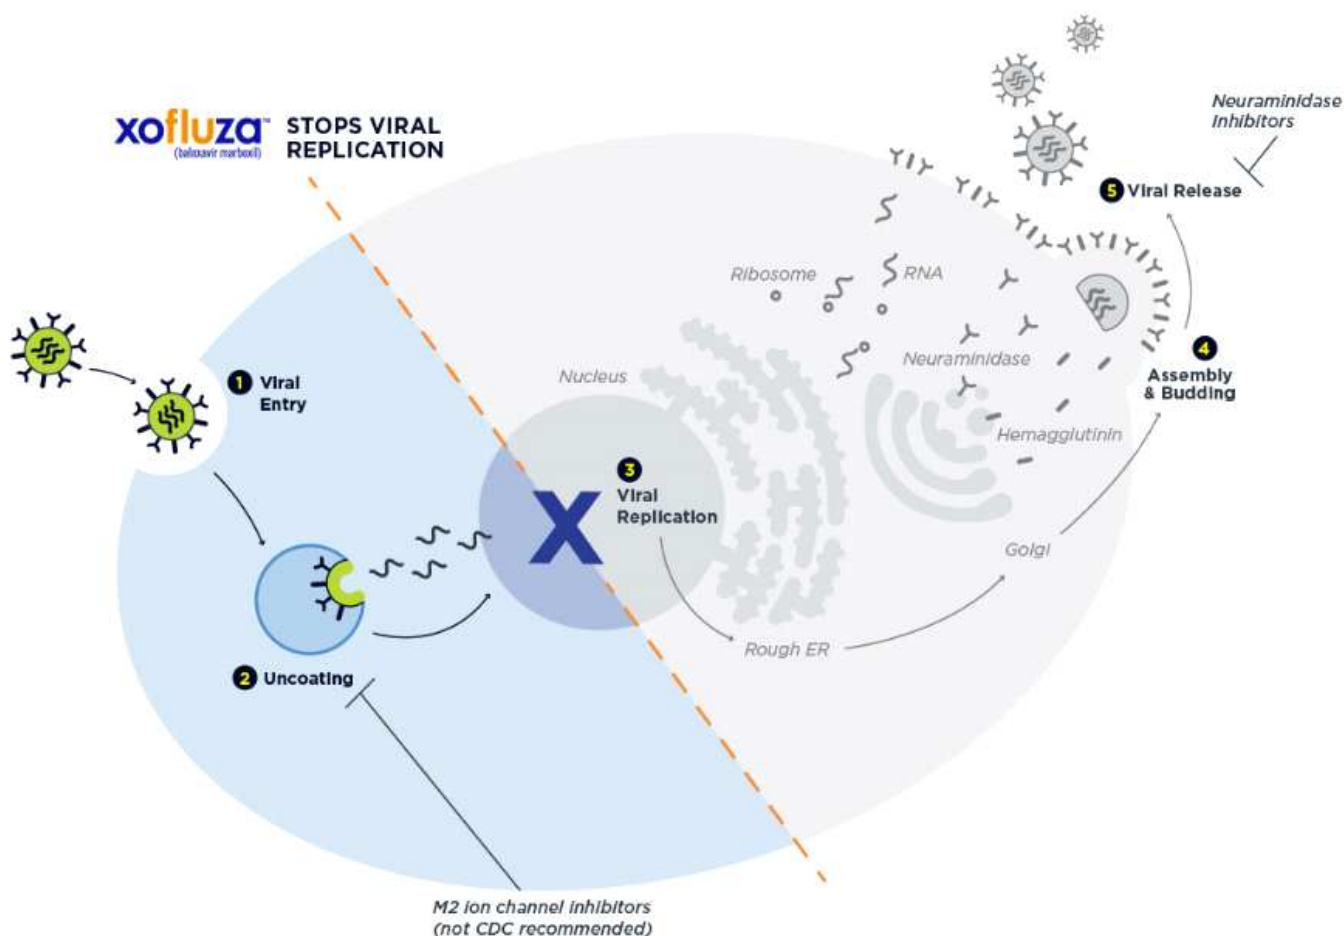 xofluza™
(baloxavir marboxil)
STOPS VIRAL
REPLICATION
Neuraminidase
Inhibitors
5 Viral Release
Ribosome
RNA
Neuraminidase
4
Assembly
& Budding
Nucleus
1 Viral
Entry
Hemagglutinin
3
Viral
Replication
X
Golgi
Rough ER
2 Uncoating
M2 ion channel inhibitors
(not CDC recommended)